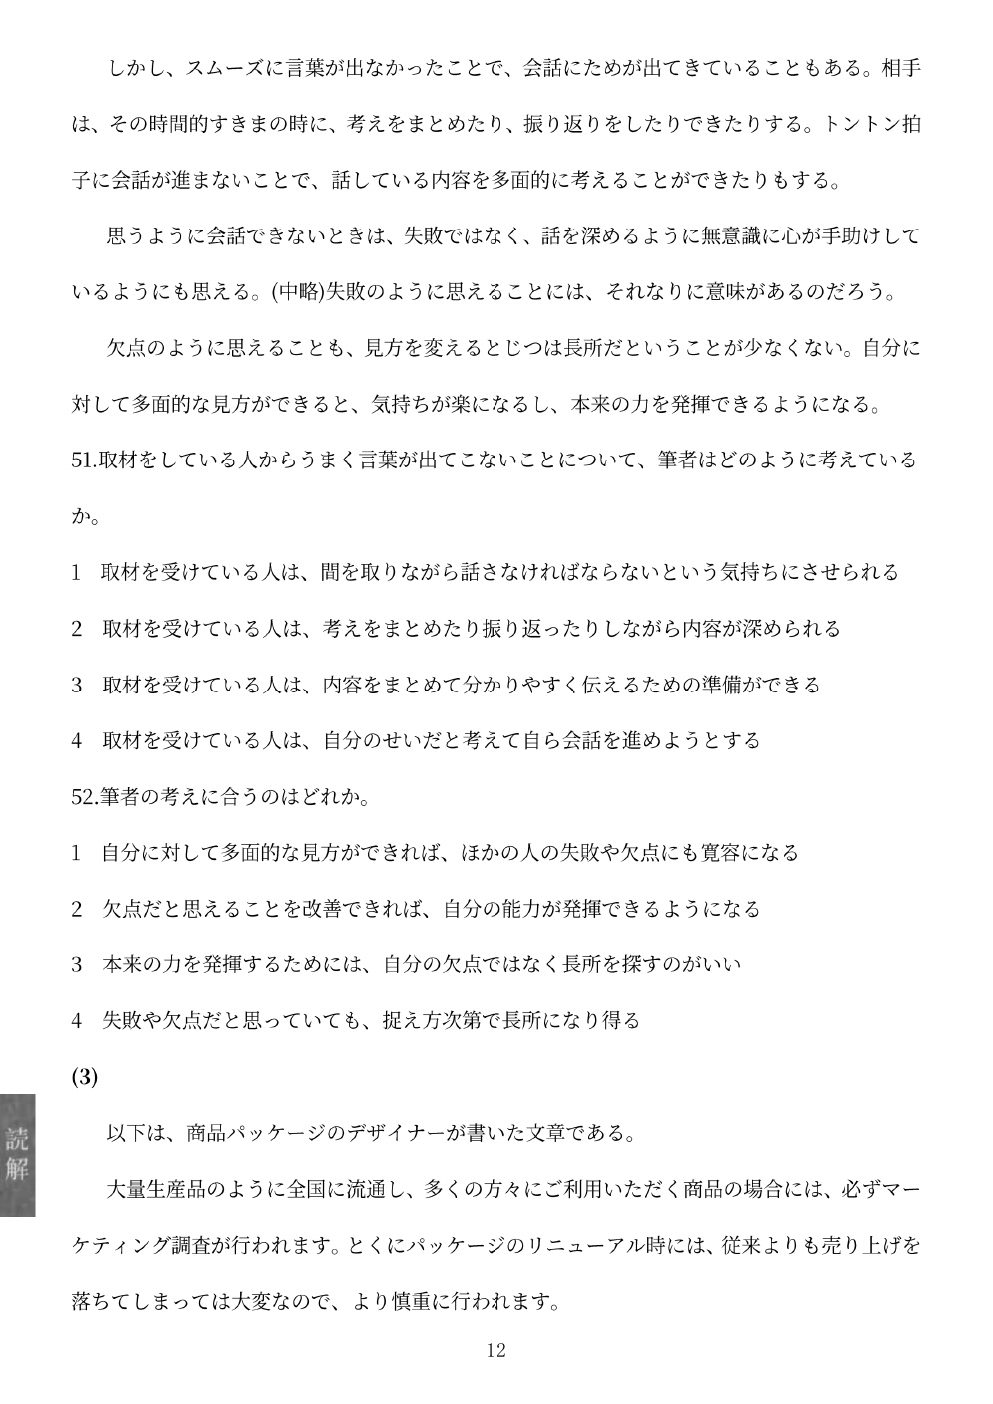 しかし、スムーズに言葉が出なかったことで、会話にためが出てきていることもある。相手
は、その時間的すきまの時に、考えをまとめたり、振り返りをしたりできたりする。トントン拍
子に会話が進まないことで、話している内容を多面的に考えることができたりもする。
思うように会話できないときは、失敗ではなく、話を深めるように無意識に心が手助けして
いるようにも思える。(中略)失敗のように思えることには、それなりに意味があるのだろう。
欠点のように思えることも、見方を変えるとじつは長所だということが少なくない。自分に
対して多面的な見方ができると、気持ちが楽になるし、本来の力を発揮できるようになる。
51.取材をしている人からうまく言葉が出てこないことについて、筆者はどのように考えている
か。
1 取材を受けている人は、間を取りながら話さなければならないという気持ちにさせられる
2 取材を受けている人は、考えをまとめたり振り返ったりしながら内容が深められる
3 取材を受けている人は、内容をまとめて分かりやすく伝えるための準備ができる
4 取材を受けている人は、自分のせいだと考えて自ら会話を進めようとする
52.筆者の考えに合うのはどれか。
1 自分に対して多面的な見方ができれば、ほかの人の失敗や欠点にも寛容になる
2 欠点だと思えることを改善できれば、自分の能力が発揮できるようになる
3 本来の力を発揮するためには、自分の欠点ではなく長所を探すのがいい
4 失敗や欠点だと思っていても、捉え方次第で長所になり得る
(3)
以下は、商品パッケージのデザイナーが書いた文章である。
大量生産品のように全国に流通し、多くの方々にご利用いただく商品の場合には、必ずマー
ケティング調査が行われます。とくにパッケージのリニューアル時には、従来よりも売り上げを
落ちてしまっては大変なので、より慎重に行われます。
読解
12